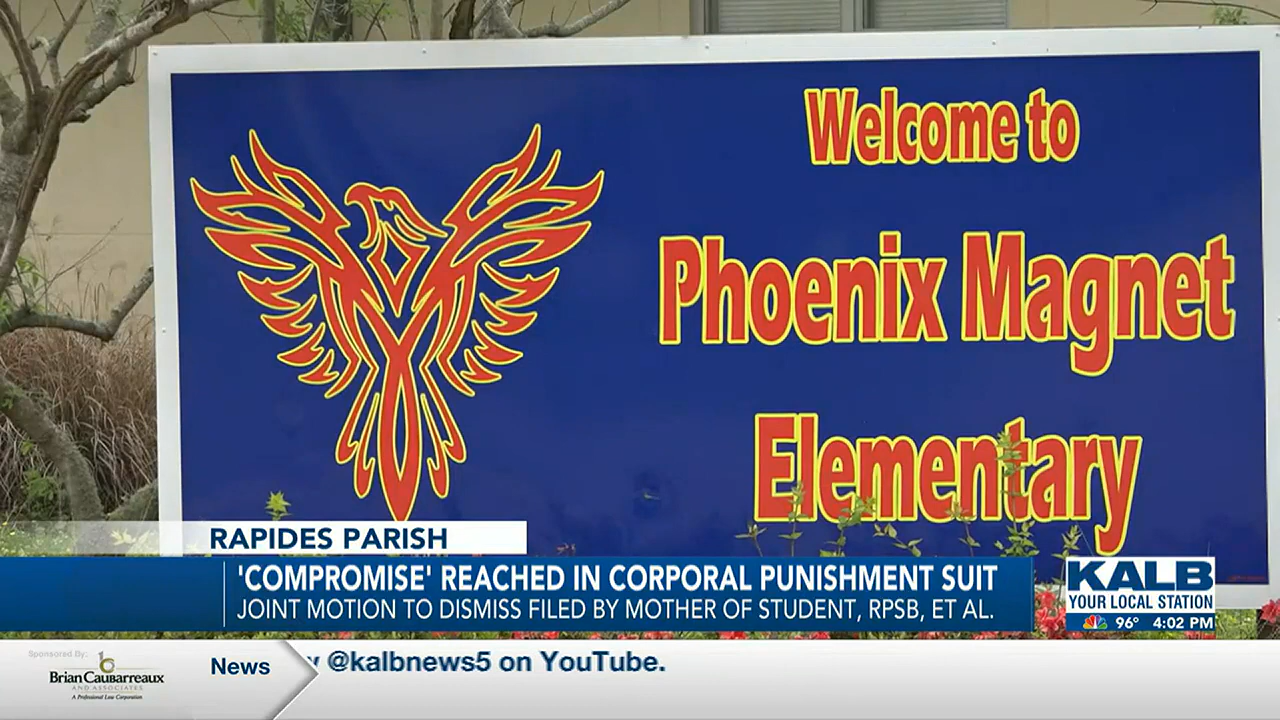 Welcome to
Phoenix Magnet
Elementary
RAPIDES PARISH
'COMPROMISE' REACHED IN CORPORAL PUNISHMENT SUIT
JOINT MOTION TO DISMISS FILED BY MOTHER OF STUDENT, RPSB, ET AL.
KALB
YOUR LOCAL STATION
96° 4:02 PM
Sponsored By:
Brian Caubarreaux
AND ASSOCIATES
A Professional Law Corporation
News
@kalbnews5 on YouTube.